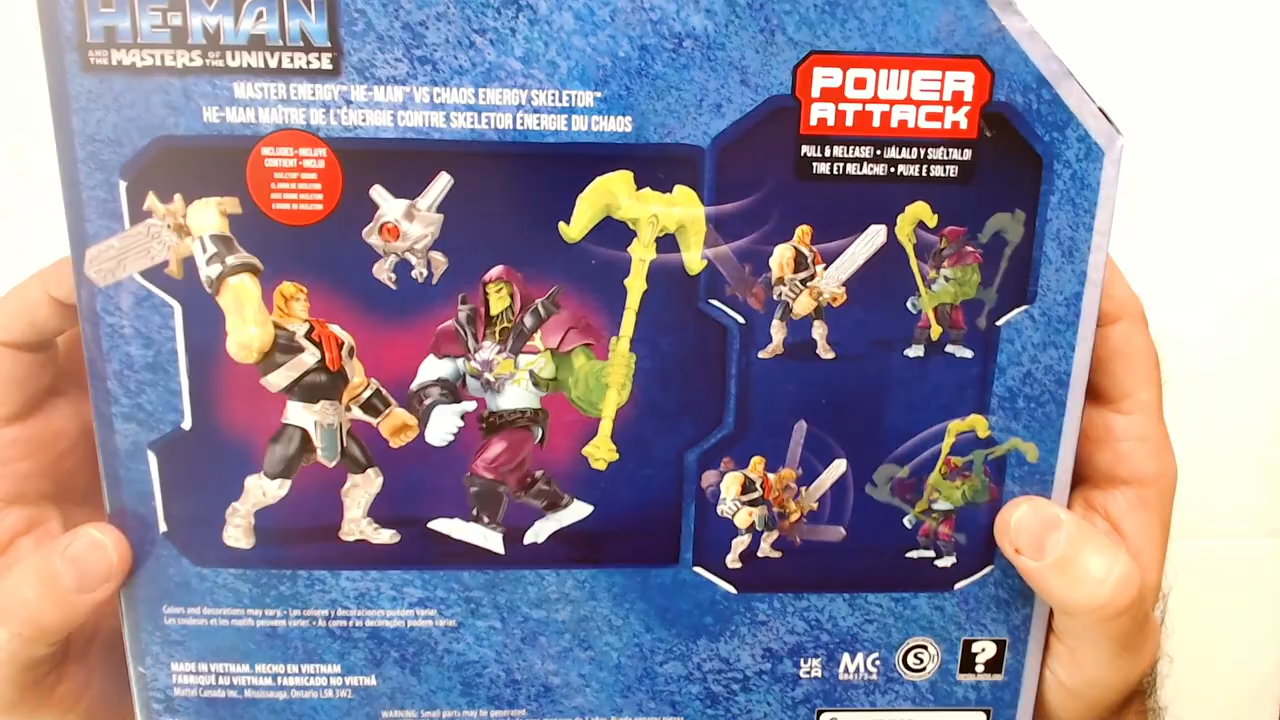 HE-MAN
AND THE MASTERS OF THE UNIVERSE™
MASTER ENERGY™ HE-MAN™ VS CHAOS ENERGY SKELETOR™
HE-MAN MAÎTRE DE L'ÉNERGIE CONTRE SKELETOR ÉNERGIE DU CHAOS
INCLUDES • INCLUYE
CONTIENT • INCLUI
POWER
ATTACK
PULL & RELEASE! • ¡JÁLALO Y SUÉLTALO!
TIRE ET RELÂCHE! • PUXE E SOLTE!
Colors and decorations may vary. • Los colores y decoraciones pueden variar.
Les couleurs et les motifs peuvent varier. • As cores e as decorações podem variar.
MADE IN VIETNAM. HECHO EN VIETNAM
FABRIQUÉ AU VIETNAM. FABRICADO NO VIETNÃ
Mattel Canada Inc., Mississauga, Ontario L5R 3W2.
UK
CA
MC
S
?
WARNING: Small parts may be generated.